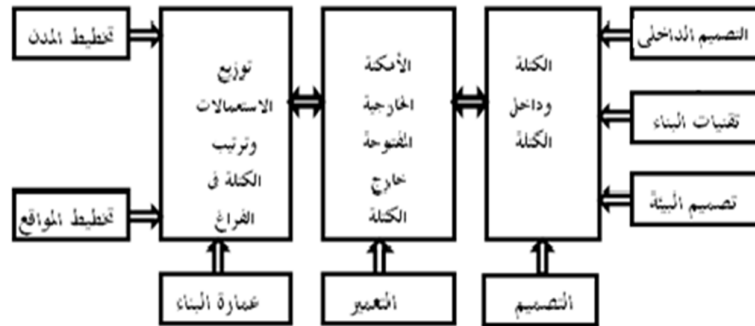 التصميم الداخلى
تقنيات البناء
تصميم البيئة
الكتلة
وداخل
الكتلة
الأمكنة
الخارجية
المفتوحة
خارج
الكتلة
توزيع
الاستعمالات
وترتيب
الكتلة فى
الفراغ
تخطيط المدن
تخطيط المواقع
التصميم
التعمير
عمارة البناء